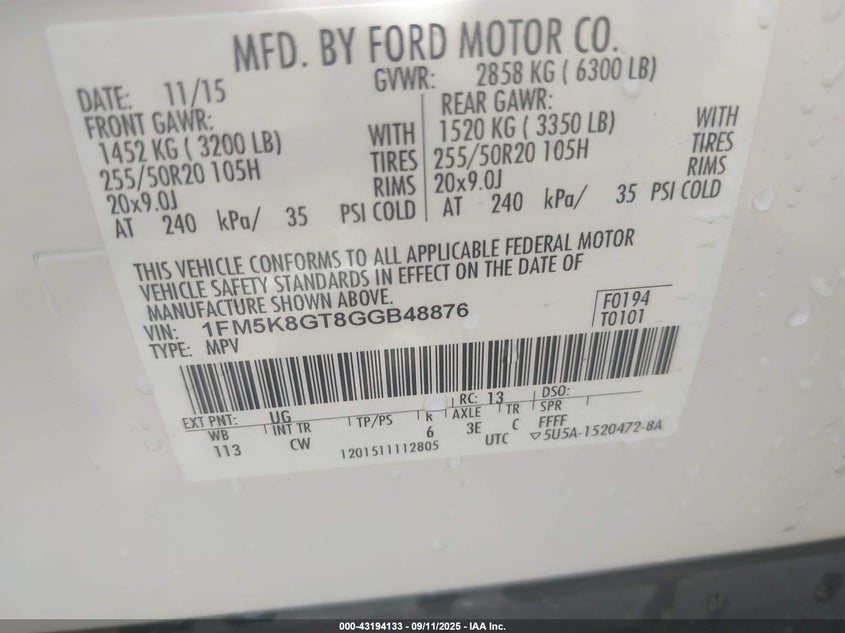 MFD. BY FORD MOTOR CO.
DATE: 11/15 GVWR: 2858 KG ( 6300 LB)
FRONT GAWR: REAR GAWR:
1452 KG ( 3200 LB) WITH 1520 KG ( 3350 LB) WITH
255/50R20 105H TIRES 255/50R20 105H TIRES
20x9.0J RIMS 20x9.0J RIMS
AT 240 kPa/ 35 PSI COLD AT 240 kPa/ 35 PSI COLD
THIS VEHICLE CONFORMS TO ALL APPLICABLE FEDERAL MOTOR
VEHICLE SAFETY STANDARDS IN EFFECT ON THE DATE OF
MANUFACTURE SHOWN ABOVE.
VIN: 1FM5K8GT8GGB48876 F0194
TYPE: MPV T0101
EXT PNT: UG RC: 13 DSO:
WB INT TR TP/PS k AXLE TR SPR
113 CW 6 3E C FFFF
1201511112805 UTC ▽5U5A-1520472-8A
000-43194133 - 09/11/2025 - IAA Inc.